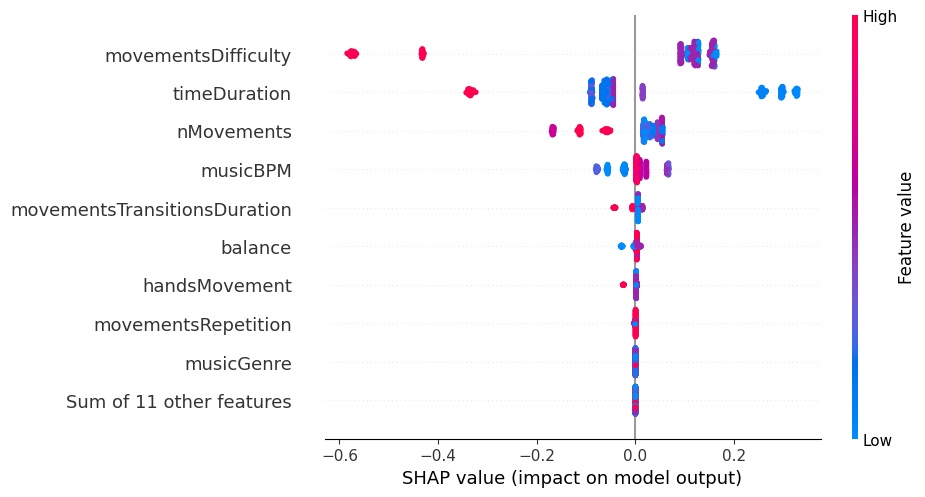 High
movementsDifficulty
timeDuration
nMovements
musicBPM
movementsTransitionsDuration
balance
handsMovement
movementsRepetition
musicGenre
Sum of 11 other features
Feature value
Low
−0.6 −0.4 −0.2 0.0 0.2
SHAP value (impact on model output)